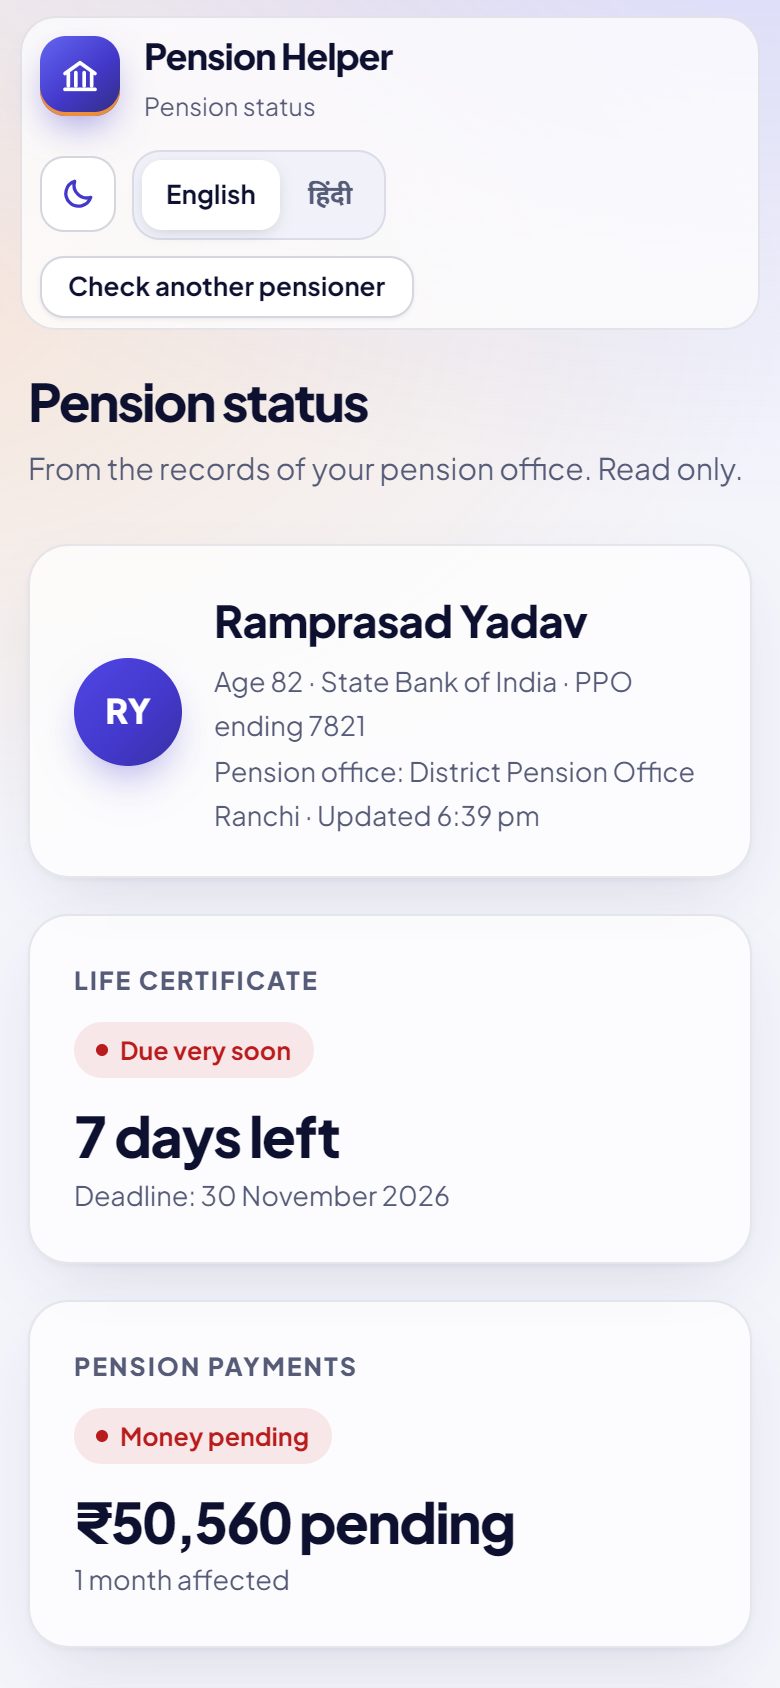 Pension Helper
Pension status
English
हिंदी
Check another pensioner
Pension status
From the records of your pension office. Read only.
RY
Ramprasad Yadav
Age 82 · State Bank of India · PPO
ending 7821
Pension office: District Pension Office
Ranchi · Updated 6:39 pm
LIFE CERTIFICATE
Due very soon
7 days left
Deadline: 30 November 2026
PENSION PAYMENTS
Money pending
₹50,560 pending
1 month affected